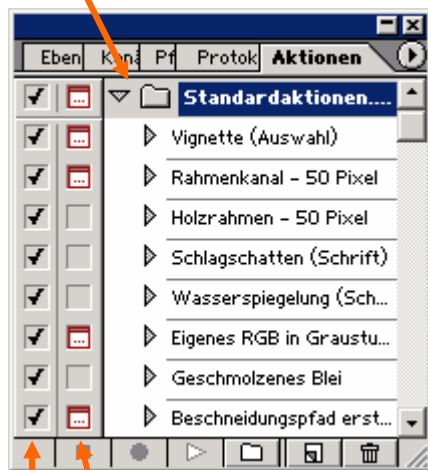 Eben Kanä Pf Protok Aktionen
Standardaktionen....
Vignette (Auswahl)
Rahmenkanal - 50 Pixel
Holzrahmen - 50 Pixel
Schlagschatten (Schrift)
Wasserspiegelung (Sch...
Eigenes RGB in Graustu...
Geschmolzenes Blei
Beschneidungspfad erst...